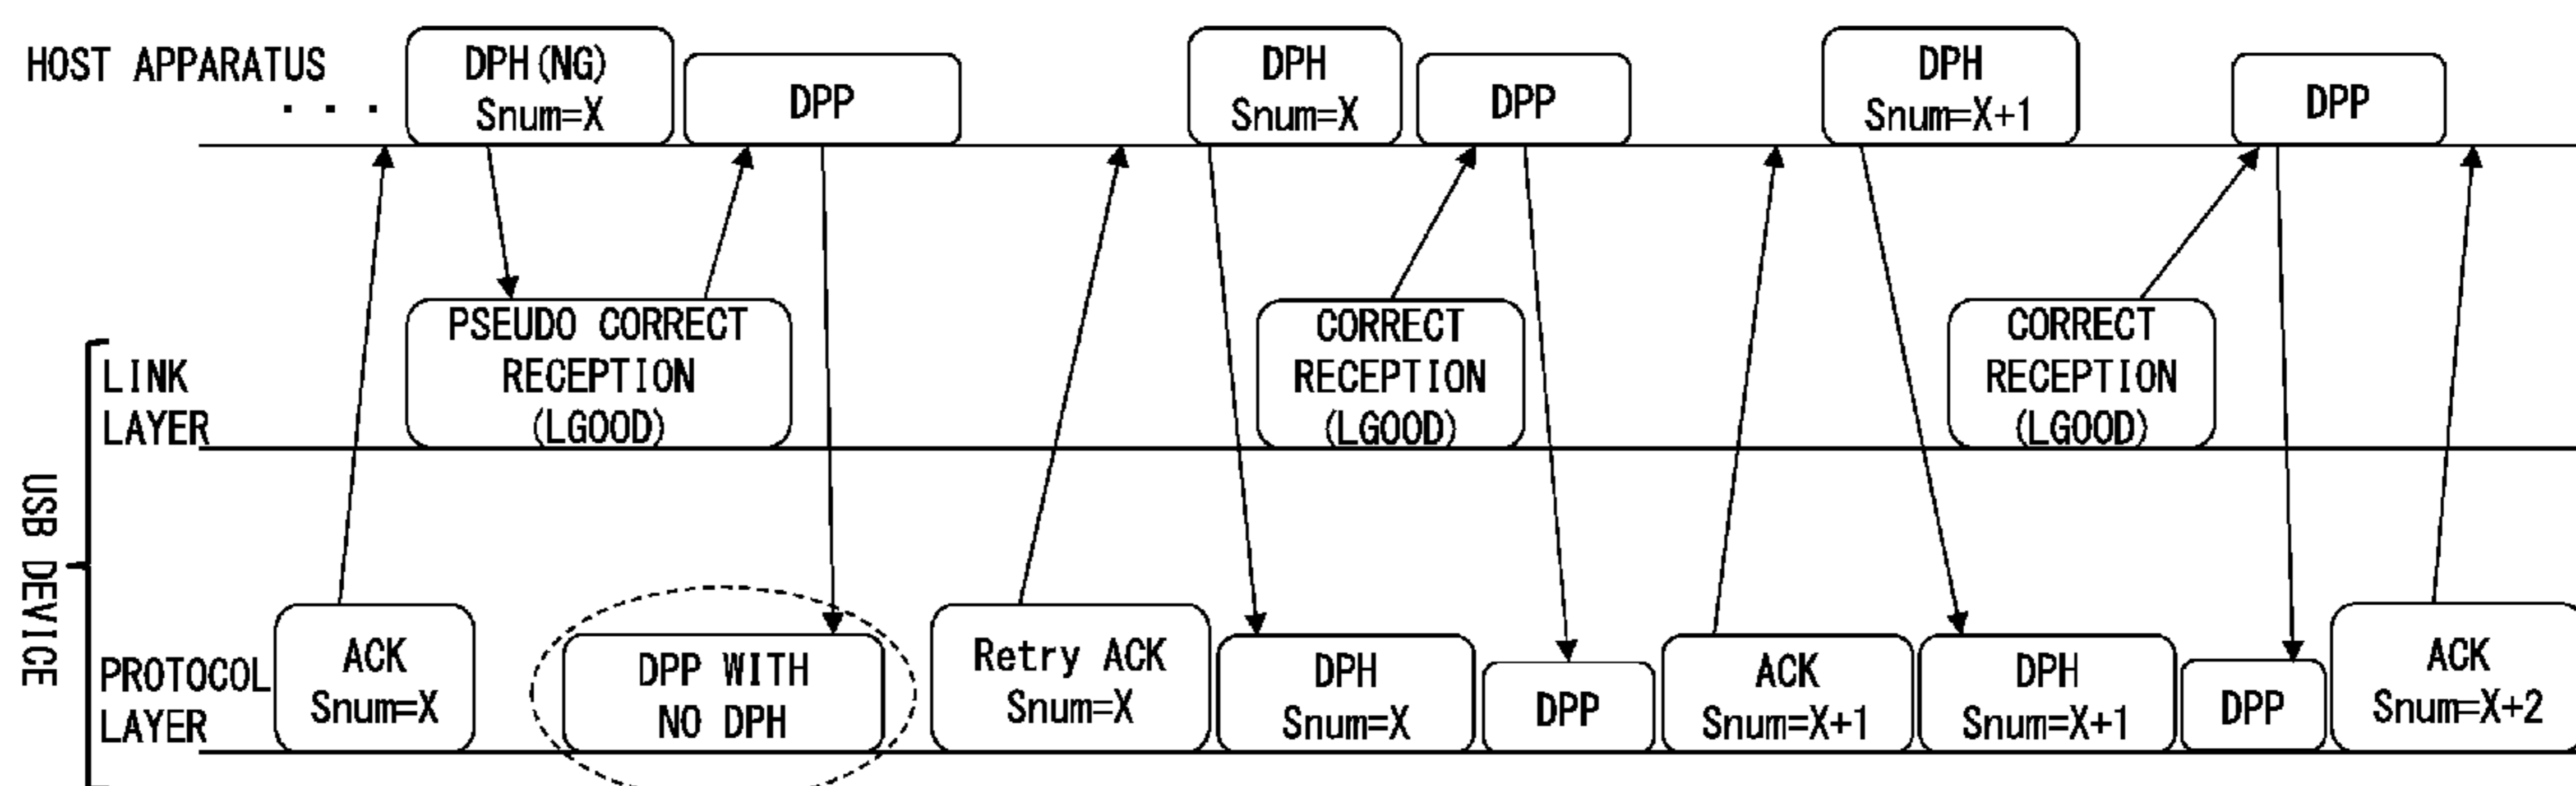 HOST APPARATUS
. . .
DPH(NG)
Snum=X
DPP
DPH
Snum=X
DPP
DPH
Snum=X+1
DPP
PSEUDO CORRECT
RECEPTION
(LGOOD)
CORRECT
RECEPTION
(LGOOD)
CORRECT
RECEPTION
(LGOOD)
LINK
LAYER
USB DEVICE
PROTOCOL
LAYER
ACK
Snum=X
DPP WITH
NO DPH
Retry ACK
Snum=X
DPH
Snum=X
DPP
ACK
Snum=X+1
DPH
Snum=X+1
DPP
ACK
Snum=X+2